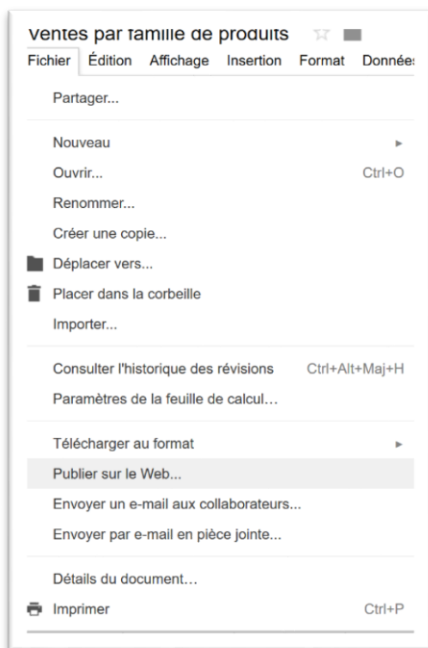 Ventes par famille de produits
Fichier Édition Affichage Insertion Format Données
Partager...
Nouveau
Ouvrir... Ctrl+O
Renommer...
Créer une copie...
Déplacer vers...
Placer dans la corbeille
Importer...
Consulter l'historique des révisions Ctrl+Alt+Maj+H
Paramètres de la feuille de calcul...
Télécharger au format
Publier sur le Web...
Envoyer un e-mail aux collaborateurs...
Envoyer par e-mail en pièce jointe...
Détails du document...
Imprimer Ctrl+P